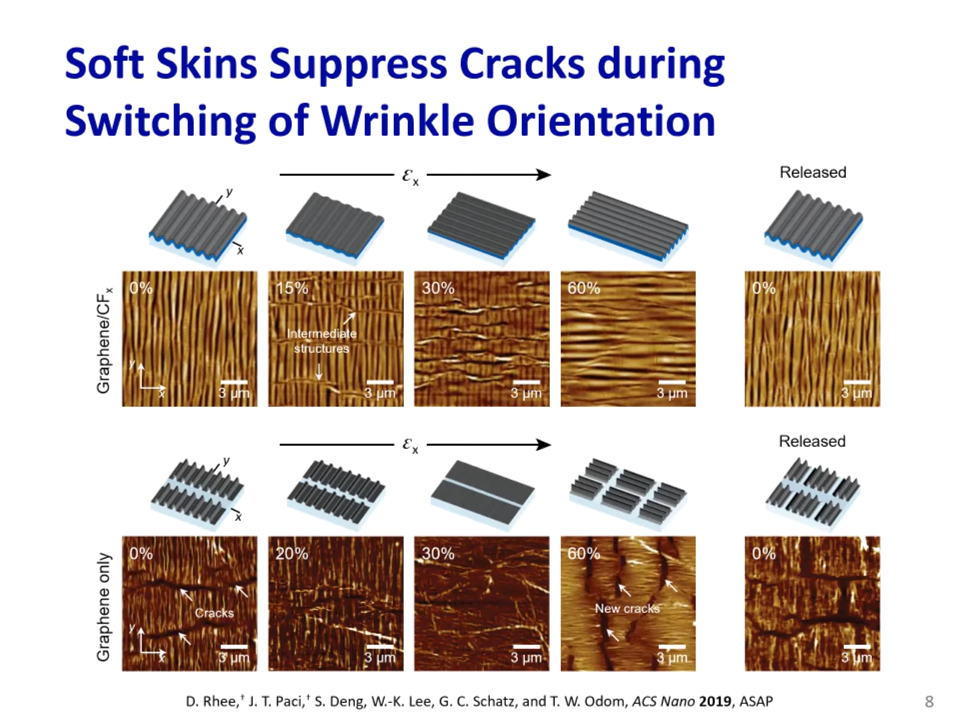 Soft Skins Suppress Cracks during
Switching of Wrinkle Orientation
εx
Released
y
x
Graphene/CFx
0%
15%
30%
60%
0%
Intermediate
structures
y
x
3 µm
3 µm
3 µm
3 µm
3 µm
εx
Released
y
x
Graphene only
0%
20%
30%
60%
0%
Cracks
New cracks
y
x
3 µm
3 µm
3 µm
3 µm
3 µm
D. Rhee,† J. T. Paci,† S. Deng, W.-K. Lee, G. C. Schatz, and T. W. Odom, ACS Nano 2019, ASAP
8